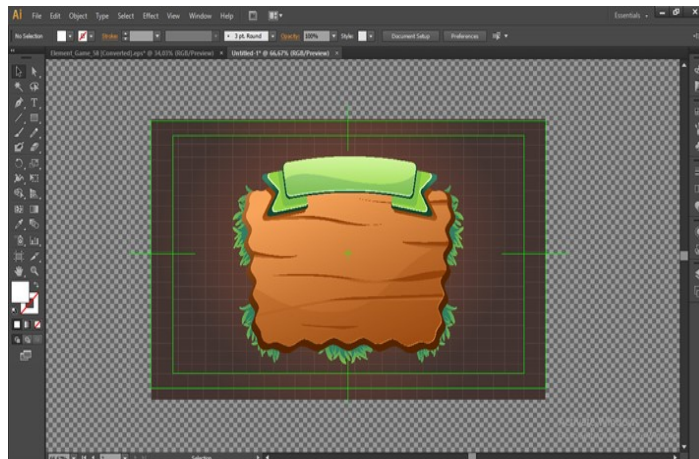 Ai File Edit Object Type Select Effect View Window Help Essentials
No Selection Stroke: 3 pt. Round Opacity: 100% Style: Document Setup Preferences
Element_Game_58 [Converted].eps* @ 34,03% (RGB/Preview) × Untitled-1* @ 66,67% (RGB/Preview) ×
Selection